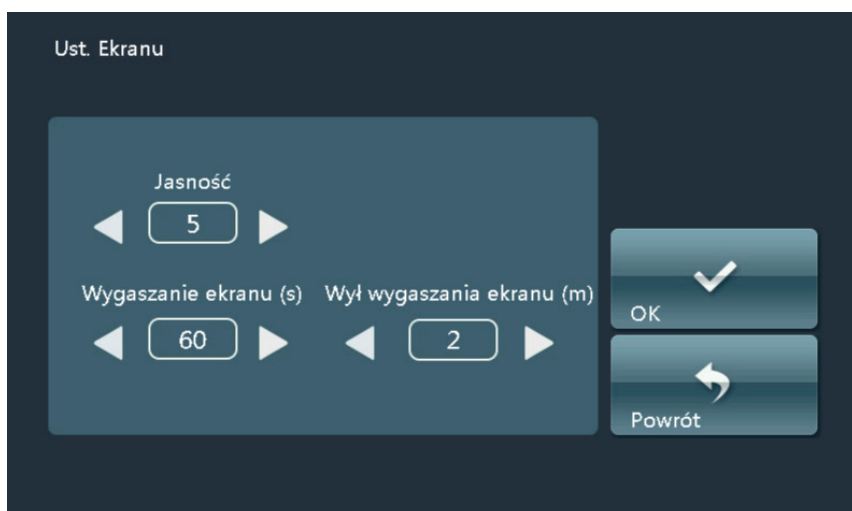 Ust. Ekranu
Jasność
5
Wygaszanie ekranu (s) Wył wygaszania ekranu (m)
60 2
OK
Powrót